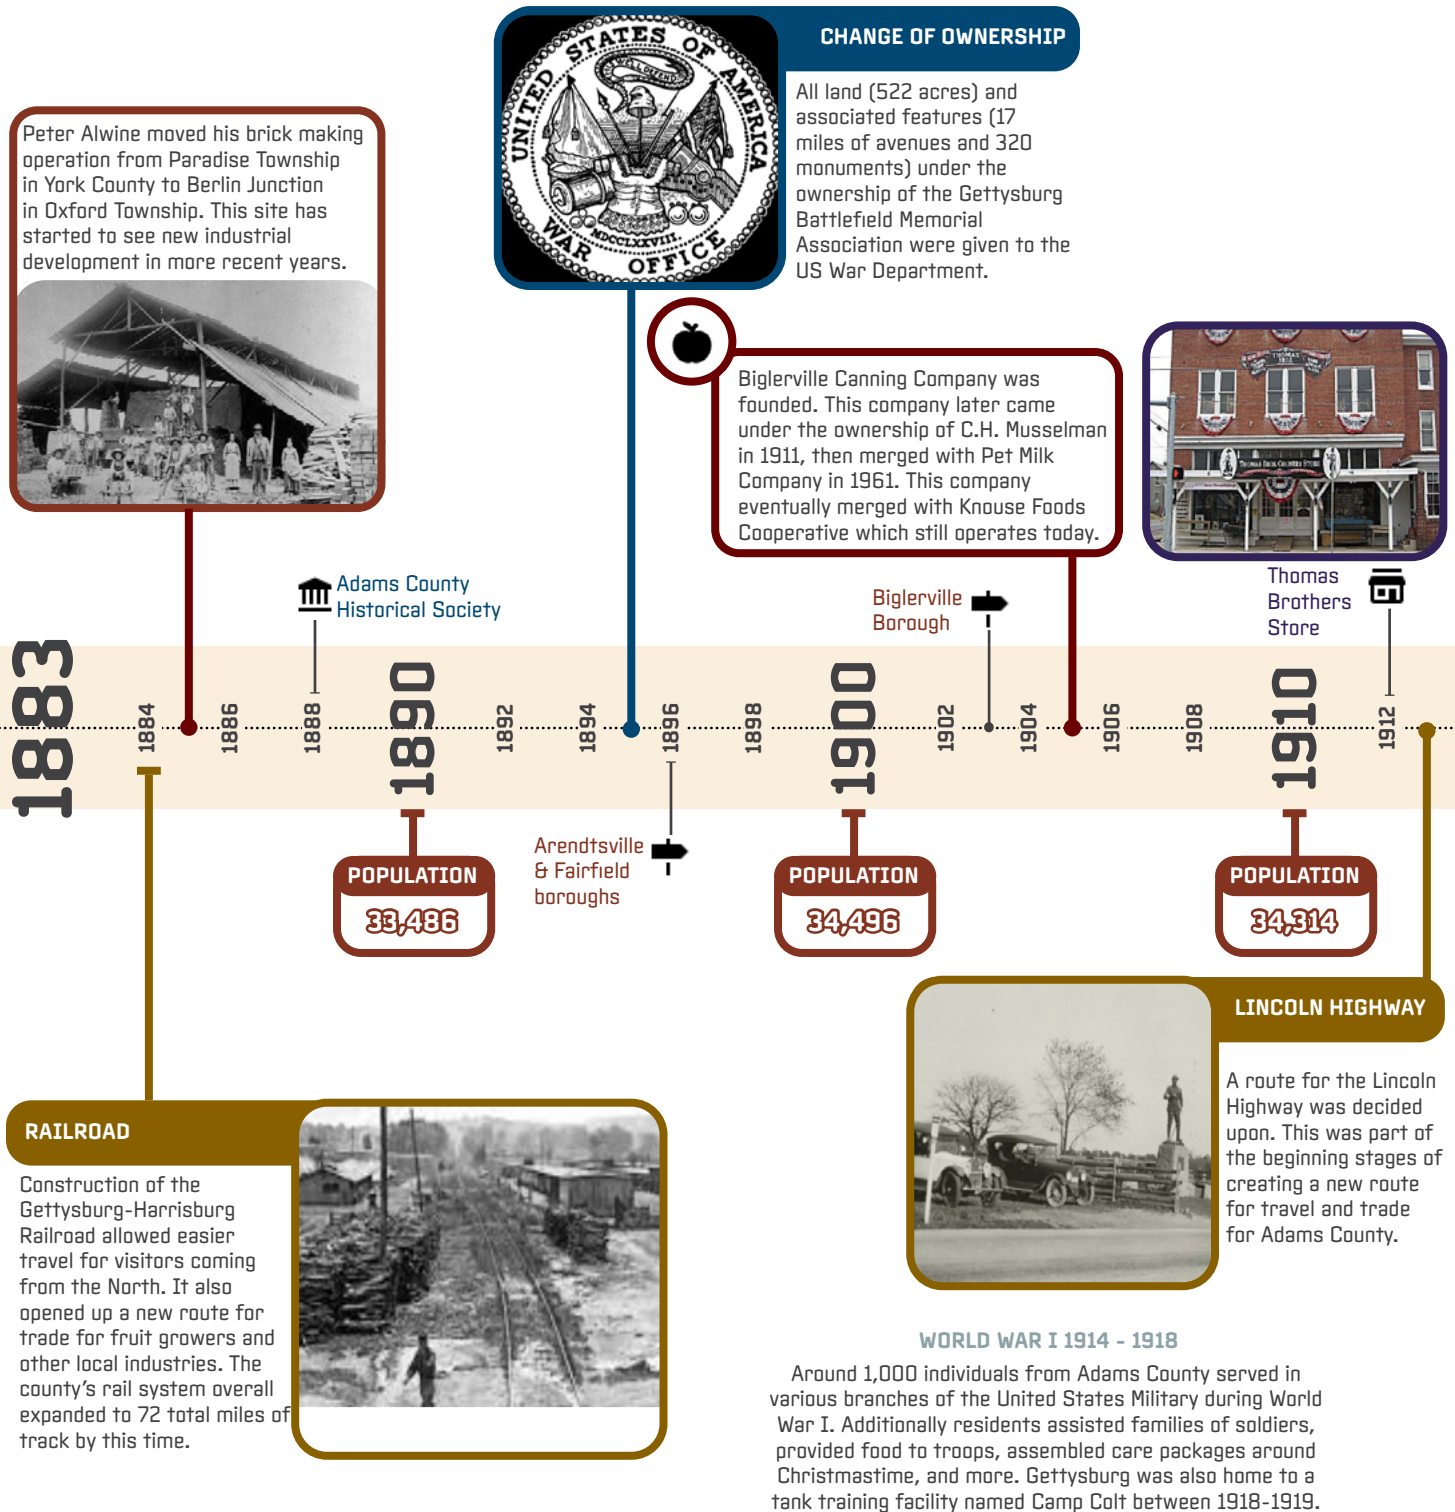 CHANGE OF OWNERSHIP
All land (522 acres) and
associated features (17
miles of avenues and 320
monuments) under the
ownership of the Gettysburg
Battlefield Memorial
Association were given to the
US War Department.
UNITED STATES OF AMERICA
WAR OFFICE
THIS WE'LL DEFEND
MDCCLXXVIII.
Peter Alwine moved his brick making
operation from Paradise Township
in York County to Berlin Junction
in Oxford Township. This site has
started to see new industrial
development in more recent years.
Biglerville Canning Company was
founded. This company later came
under the ownership of C.H. Musselman
in 1911, then merged with Pet Milk
Company in 1961. This company
eventually merged with Knouse Foods
Cooperative which still operates today.
THOMAS
1912
THOMAS BROS. COUNTRY STORE
Adams County
Historical Society
Biglerville
Borough
Thomas
Brothers
Store
1883
1884
1886
1888
1890
1892
1894
1896
1898
1900
1902
1904
1906
1908
1910
1912
Arendtsville
& Fairfield
boroughs
POPULATION
33,486
POPULATION
34,496
POPULATION
34,314
RAILROAD
Construction of the
Gettysburg-Harrisburg
Railroad allowed easier
travel for visitors coming
from the North. It also
opened up a new route for
trade for fruit growers and
other local industries. The
county's rail system overall
expanded to 72 total miles of
track by this time.
LINCOLN HIGHWAY
A route for the Lincoln
Highway was decided
upon. This was part of
the beginning stages of
creating a new route
for travel and trade
for Adams County.
WORLD WAR I 1914 - 1918
Around 1,000 individuals from Adams County served in
various branches of the United States Military during World
War I. Additionally residents assisted families of soldiers,
provided food to troops, assembled care packages around
Christmastime, and more. Gettysburg was also home to a
tank training facility named Camp Colt between 1918-1919.